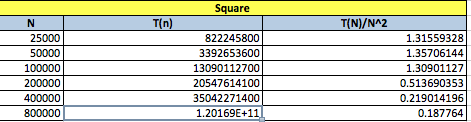 Square
N T(n) T(N)/N^2
25000 822245800 1.31559328
50000 3392653600 1.35706144
100000 13090112700 1.30901127
200000 20547614100 0.513690353
400000 35042271400 0.219014196
800000 1.20169E+11 0.187764